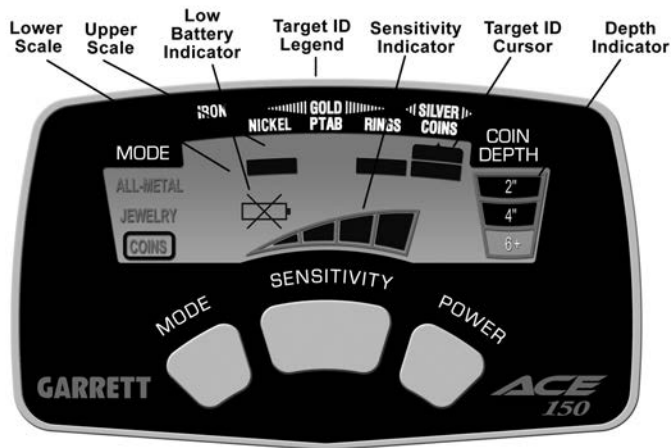 Lower Scale
Upper Scale
Low Battery Indicator
Target ID Legend
Sensitivity Indicator
Target ID Cursor
Depth Indicator
IRON
GOLD
SILVER
NICKEL
PTAB
RINGS
COINS
MODE
COIN DEPTH
ALL-METAL
JEWELRY
COINS
2"
4"
6+
SENSITIVITY
MODE
POWER
GARRETT
ACE
150